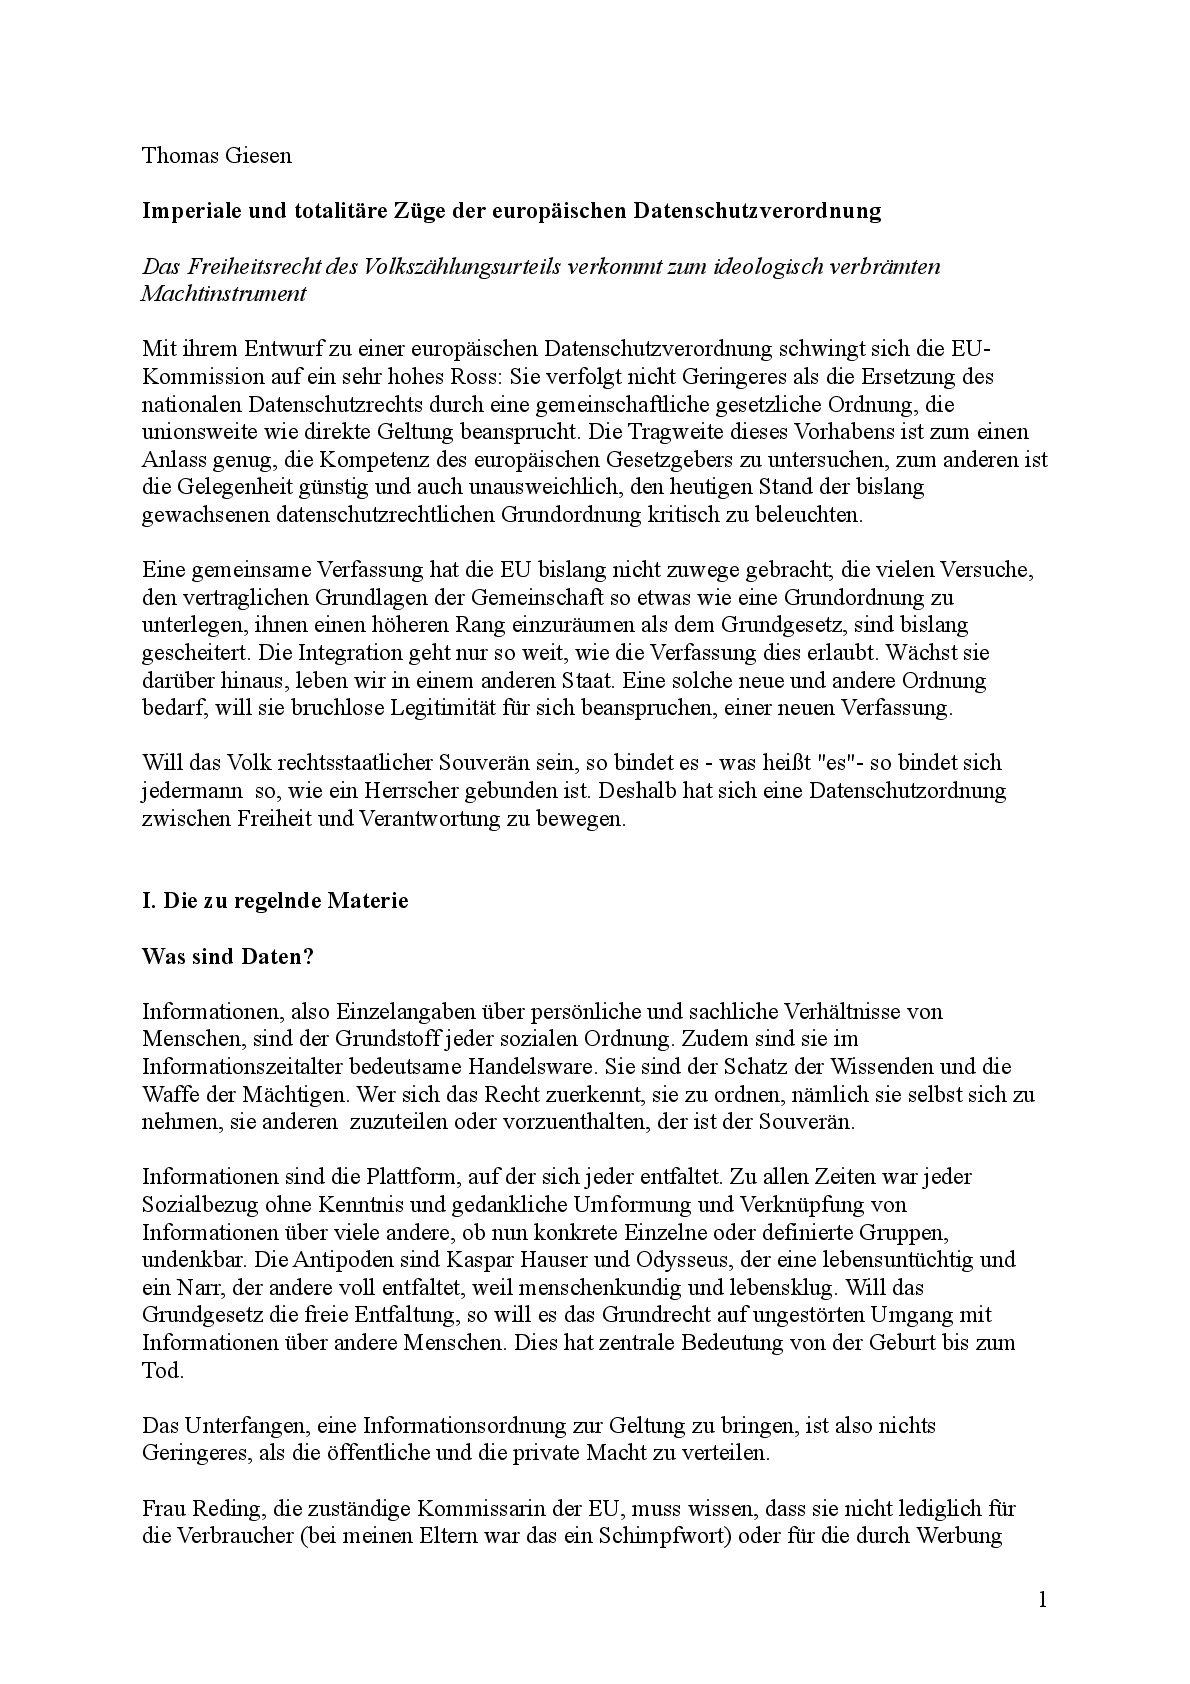 Thomas Giesen
Imperiale und totalitäre Züge der europäischen Datenschutzverordnung
Das Freiheitsrecht des Volkszählungsurteils verkommt zum ideologisch verbrämten
Machtinstrument
Mit ihrem Entwurf zu einer europäischen Datenschutzverordnung schwingt sich die EU-
Kommission auf ein sehr hohes Ross: Sie verfolgt nicht Geringeres als die Ersetzung des
nationalen Datenschutzrechts durch eine gemeinschaftliche gesetzliche Ordnung, die
unionsweite wie direkte Geltung beansprucht. Die Tragweite dieses Vorhabens ist zum einen
Anlass genug, die Kompetenz des europäischen Gesetzgebers zu untersuchen, zum anderen ist
die Gelegenheit günstig und auch unausweichlich, den heutigen Stand der bislang
gewachsenen datenschutzrechtlichen Grundordnung kritisch zu beleuchten.
Eine gemeinsame Verfassung hat die EU bislang nicht zuwege gebracht; die vielen Versuche,
den vertraglichen Grundlagen der Gemeinschaft so etwas wie eine Grundordnung zu
unterlegen, ihnen einen höheren Rang einzuräumen als dem Grundgesetz, sind bislang
gescheitert. Die Integration geht nur so weit, wie die Verfassung dies erlaubt. Wächst sie
darüber hinaus, leben wir in einem anderen Staat. Eine solche neue und andere Ordnung
bedarf, will sie bruchlose Legitimität für sich beanspruchen, einer neuen Verfassung.
Will das Volk rechtsstaatlicher Souverän sein, so bindet es - was heißt "es"- so bindet sich
jedermann  so, wie ein Herrscher gebunden ist. Deshalb hat sich eine Datenschutzordnung
zwischen Freiheit und Verantwortung zu bewegen.
I. Die zu regelnde Materie
Was sind Daten?
Informationen, also Einzelangaben über persönliche und sachliche Verhältnisse von
Menschen, sind der Grundstoff jeder sozialen Ordnung. Zudem sind sie im
Informationszeitalter bedeutsame Handelsware. Sie sind der Schatz der Wissenden und die
Waffe der Mächtigen. Wer sich das Recht zuerkennt, sie zu ordnen, nämlich sie selbst sich zu
nehmen, sie anderen  zuzuteilen oder vorzuenthalten, der ist der Souverän.
Informationen sind die Plattform, auf der sich jeder entfaltet. Zu allen Zeiten war jeder
Sozialbezug ohne Kenntnis und gedankliche Umformung und Verknüpfung von
Informationen über viele andere, ob nun konkrete Einzelne oder definierte Gruppen,
undenkbar. Die Antipoden sind Kaspar Hauser und Odysseus, der eine lebensuntüchtig und
ein Narr, der andere voll entfaltet, weil menschenkundig und lebensklug. Will das
Grundgesetz die freie Entfaltung, so will es das Grundrecht auf ungestörten Umgang mit
Informationen über andere Menschen. Dies hat zentrale Bedeutung von der Geburt bis zum
Tod.
Das Unterfangen, eine Informationsordnung zur Geltung zu bringen, ist also nichts
Geringeres, als die öffentliche und die private Macht zu verteilen.
Frau Reding, die zuständige Kommissarin der EU, muss wissen, dass sie nicht lediglich für
die Verbraucher (bei meinen Eltern war das ein Schimpfwort) oder für die durch Werbung
1